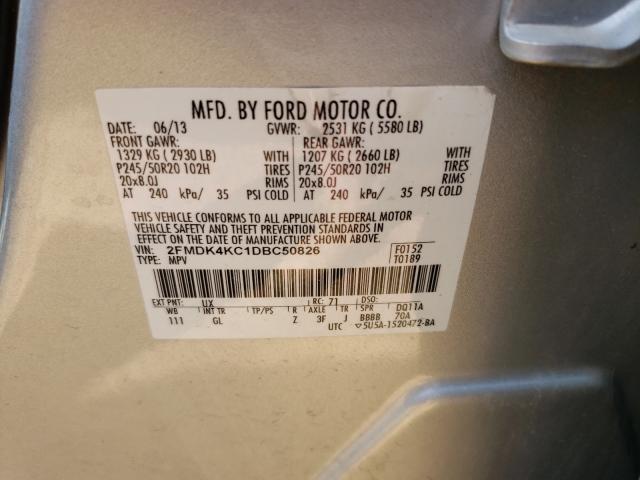 MFD. BY FORD MOTOR CO.
DATE: 06/13 GVWR: 2531 KG ( 5580 LB)
FRONT GAWR: REAR GAWR:
1329 KG ( 2930 LB) WITH 1207 KG ( 2660 LB) WITH
P245/50R20 102H TIRES P245/50R20 102H TIRES
20x8.0J RIMS 20x8.0J RIMS
AT 240 kPa/ 35 PSI COLD AT 240 kPa/ 35 PSI COLD
THIS VEHICLE CONFORMS TO ALL APPLICABLE FEDERAL MOTOR
VEHICLE SAFETY AND THEFT PREVENTION STANDARDS IN
EFFECT ON THE DATE OF MANUFACTURE SHOWN ABOVE.
VIN: 2FMDK4KC1DBC50826 F0152
TYPE: MPV T0189
EXT PNT: UX RC: 71 DSO:
WB INT TR TP/PS R AXLE TR SPR DQ11A
111 GL Z 3F J BBBB 70A
UTC ▽5U5A-1520472-BA